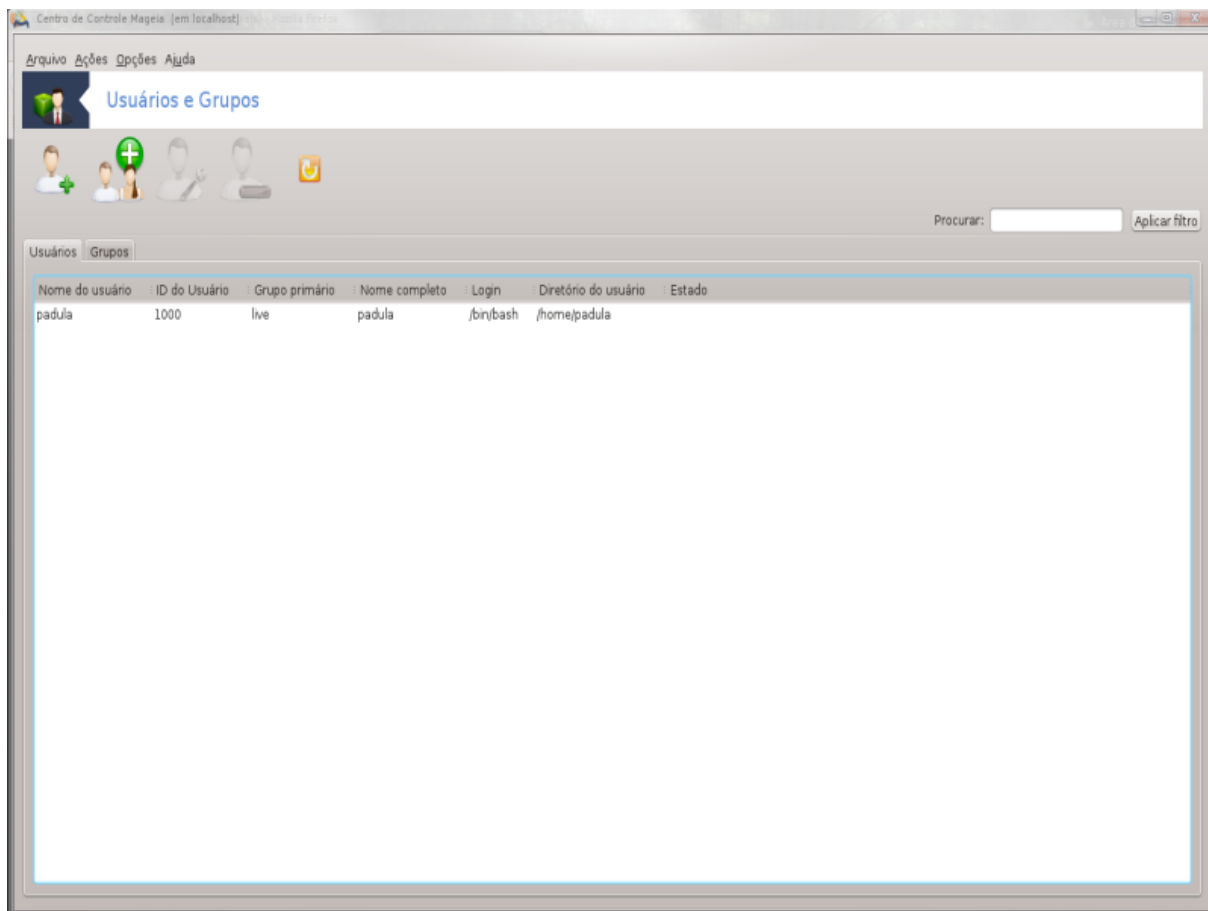 Centro de Controle Mageia [em localhost]
Arquivo Ações Opções Ajuda
Usuários e Grupos
Procurar: Aplicar filtro
Usuários Grupos
Nome do usuário ID do Usuário Grupo primário Nome completo Login Diretório do usuário Estado
padula 1000 live padula /bin/bash /home/padula